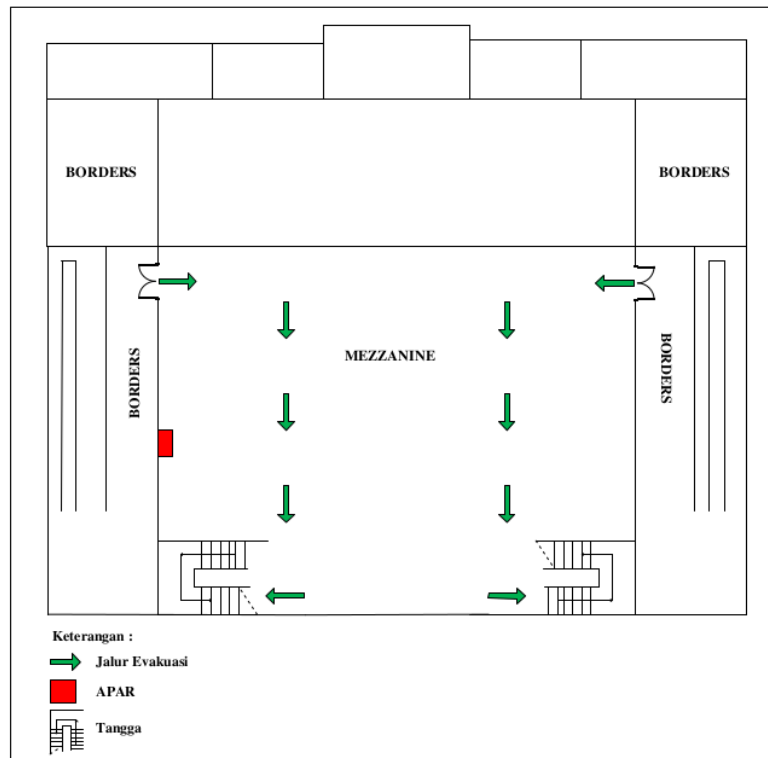 BORDERS
BORDERS
MEZZANINE
BORDERS
BORDERS
Keterangan :
Jalur Evakuasi
APAR
Tangga